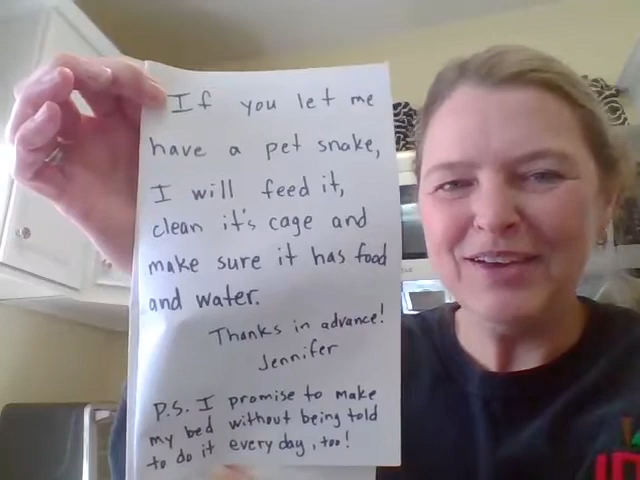 If you let me
have a pet snake,
I will feed it,
clean it's cage and
make sure it has food
and water.
Thanks in advance!
Jennifer
P.S. I promise to make
my bed without being told
to do it every day, too!